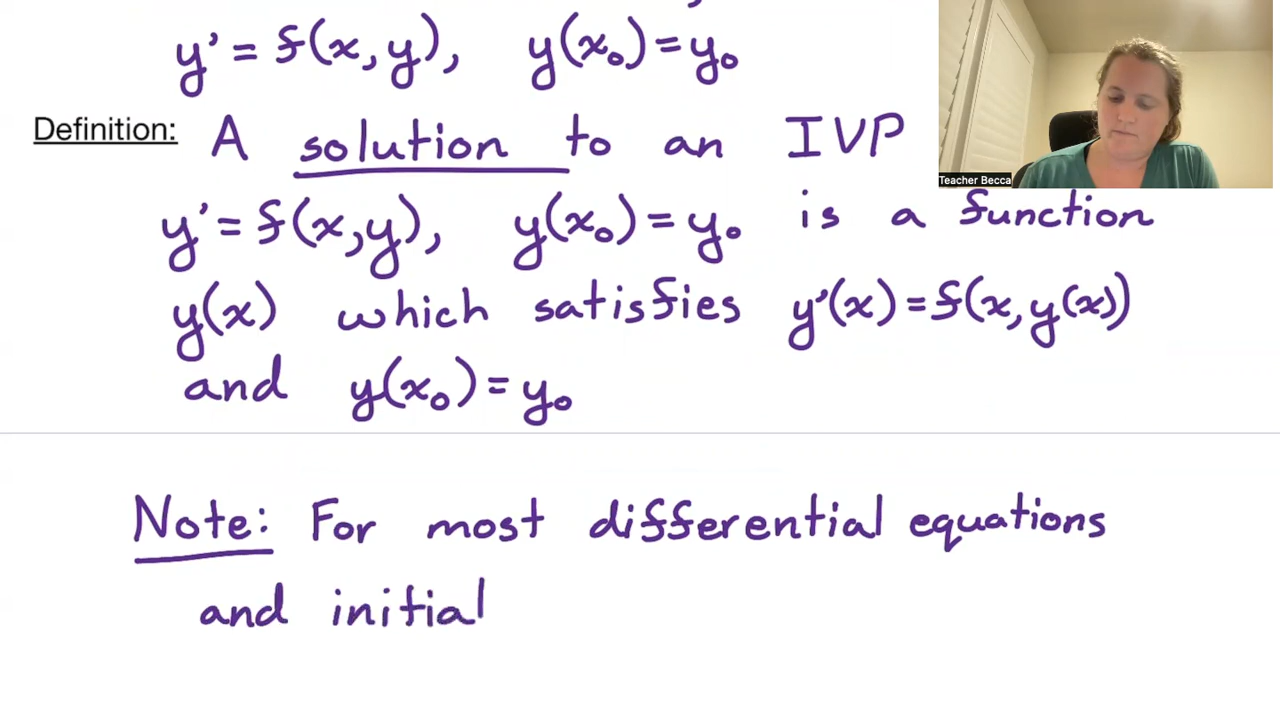 y' = f(x, y), y(x₀) = y₀
Definition: A solution to an IVP
Teacher Becca
y' = f(x,y), y(x₀) = y₀ is a function
y(x) which satisfies y'(x) = f(x, y(x))
and y(x₀) = y₀
Note: For most differential equations
and initial